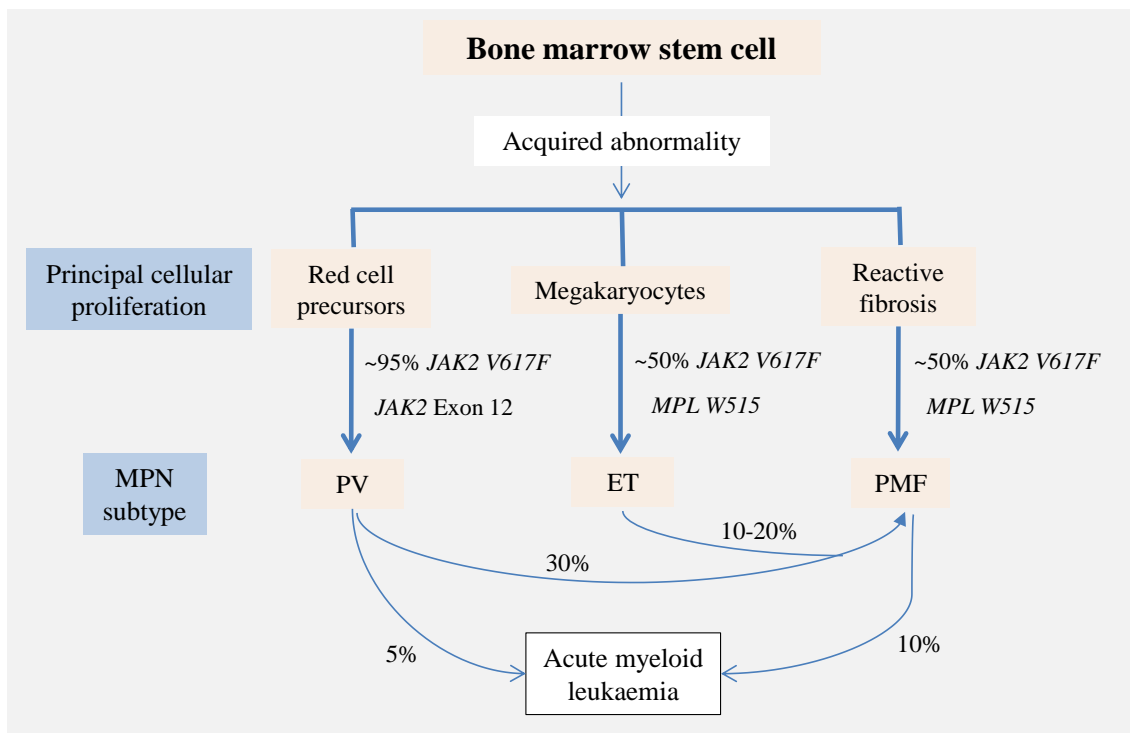 Bone marrow stem cell
Acquired abnormality
Principal cellular
proliferation
Red cell
precursors
Megakaryocytes
Reactive
fibrosis
~95% JAK2 V617F
JAK2 Exon 12
~50% JAK2 V617F
MPL W515
~50% JAK2 V617F
MPL W515
MPN
subtype
PV
ET
PMF
10-20%
30%
5%
10%
Acute myeloid
leukaemia